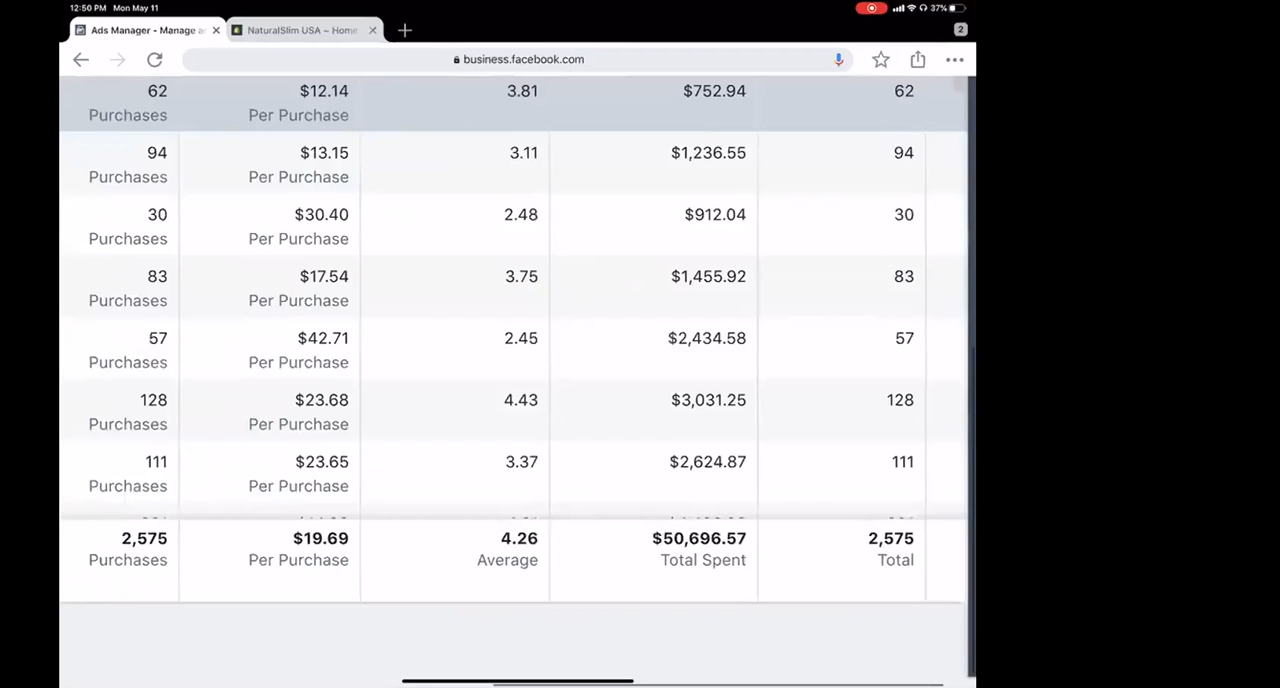 12:50 PM Mon May 11
37%
Ads Manager - Manage a
NaturalSlim USA ~ Home
2
business.facebook.com
62 $12.14 3.81 $752.94 62
Purchases Per Purchase
94 $13.15 3.11 $1,236.55 94
Purchases Per Purchase
30 $30.40 2.48 $912.04 30
Purchases Per Purchase
83 $17.54 3.75 $1,455.92 83
Purchases Per Purchase
57 $42.71 2.45 $2,434.58 57
Purchases Per Purchase
128 $23.68 4.43 $3,031.25 128
Purchases Per Purchase
111 $23.65 3.37 $2,624.87 111
Purchases Per Purchase
2,575 $19.69 4.26 $50,696.57 2,575
Purchases Per Purchase Average Total Spent Total